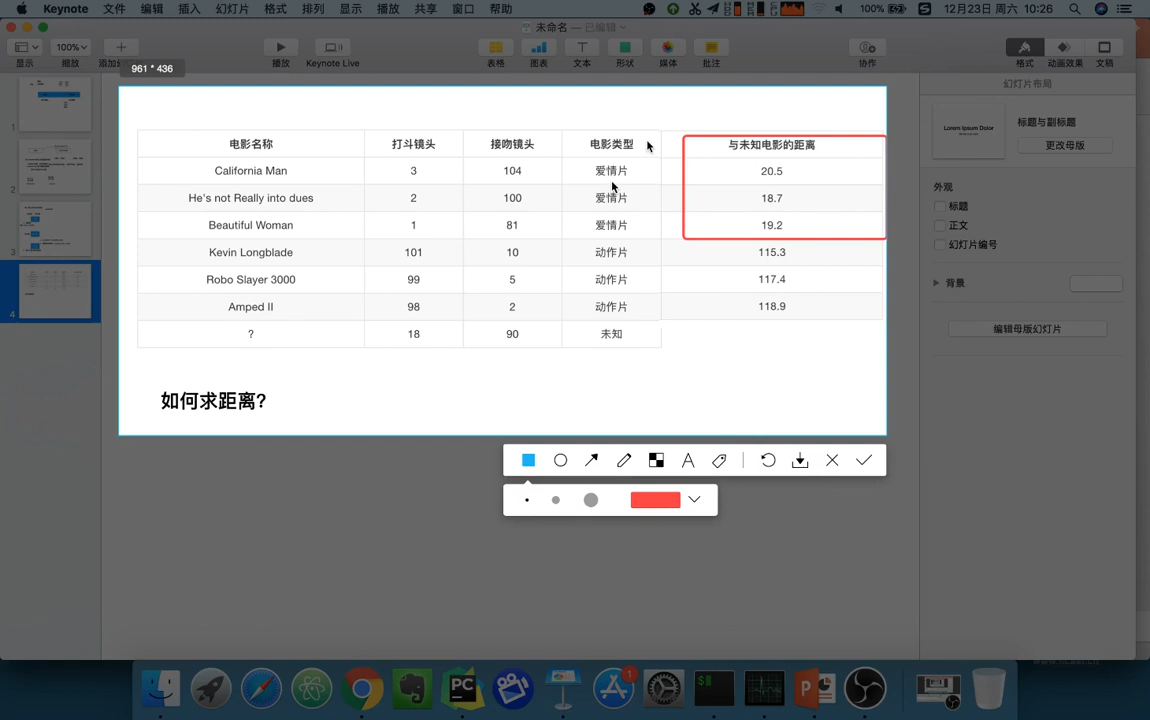 Keynote 文件 编辑 插入 幻灯片 格式 排列 显示 播放 共享 窗口 帮助 100% 12月23日 周六 10:26
未命名 — 已编辑
100%
显示 缩放 添加 播放 Keynote Live 表格 图表 文本 形状 媒体 批注 协作 格式 动画效果 文稿
961 * 436
幻灯片布局
Lorem Ipsum Dolor
标题与副标题
更改母版
外观
标题
正文
幻灯片编号
背景
编辑母版幻灯片
1
2
3
4
电影名称 打斗镜头 接吻镜头 电影类型 与未知电影的距离
California Man 3 104 爱情片 20.5
He's not Really into dues 2 100 爱情片 18.7
Beautiful Woman 1 81 爱情片 19.2
Kevin Longblade 101 10 动作片 115.3
Robo Slayer 3000 99 5 动作片 117.4
Amped II 98 2 动作片 118.9
? 18 90 未知
如何求距离?
PC
1
$
P